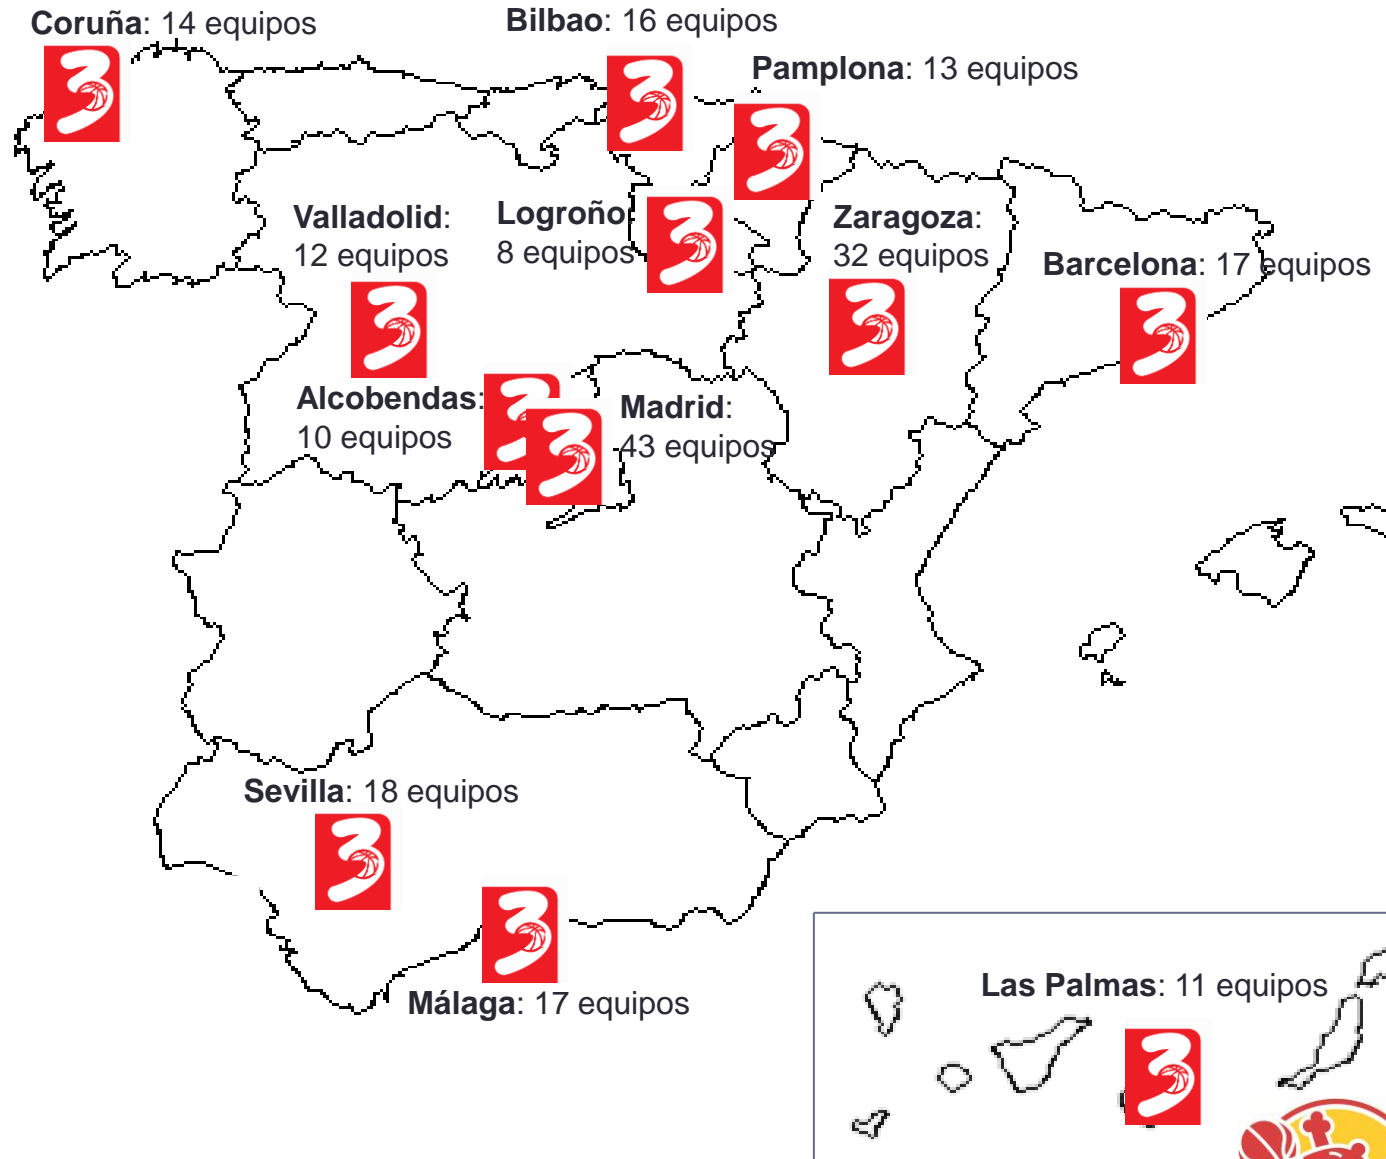 Coruña: 14 equipos
Bilbao: 16 equipos
Pamplona: 13 equipos
Valladolid:
12 equipos
Logroño
8 equipos
Zaragoza:
32 equipos
Barcelona: 17 equipos
Alcobendas:
10 equipos
Madrid:
43 equipos
Sevilla: 18 equipos
Málaga: 17 equipos
Las Palmas: 11 equipos